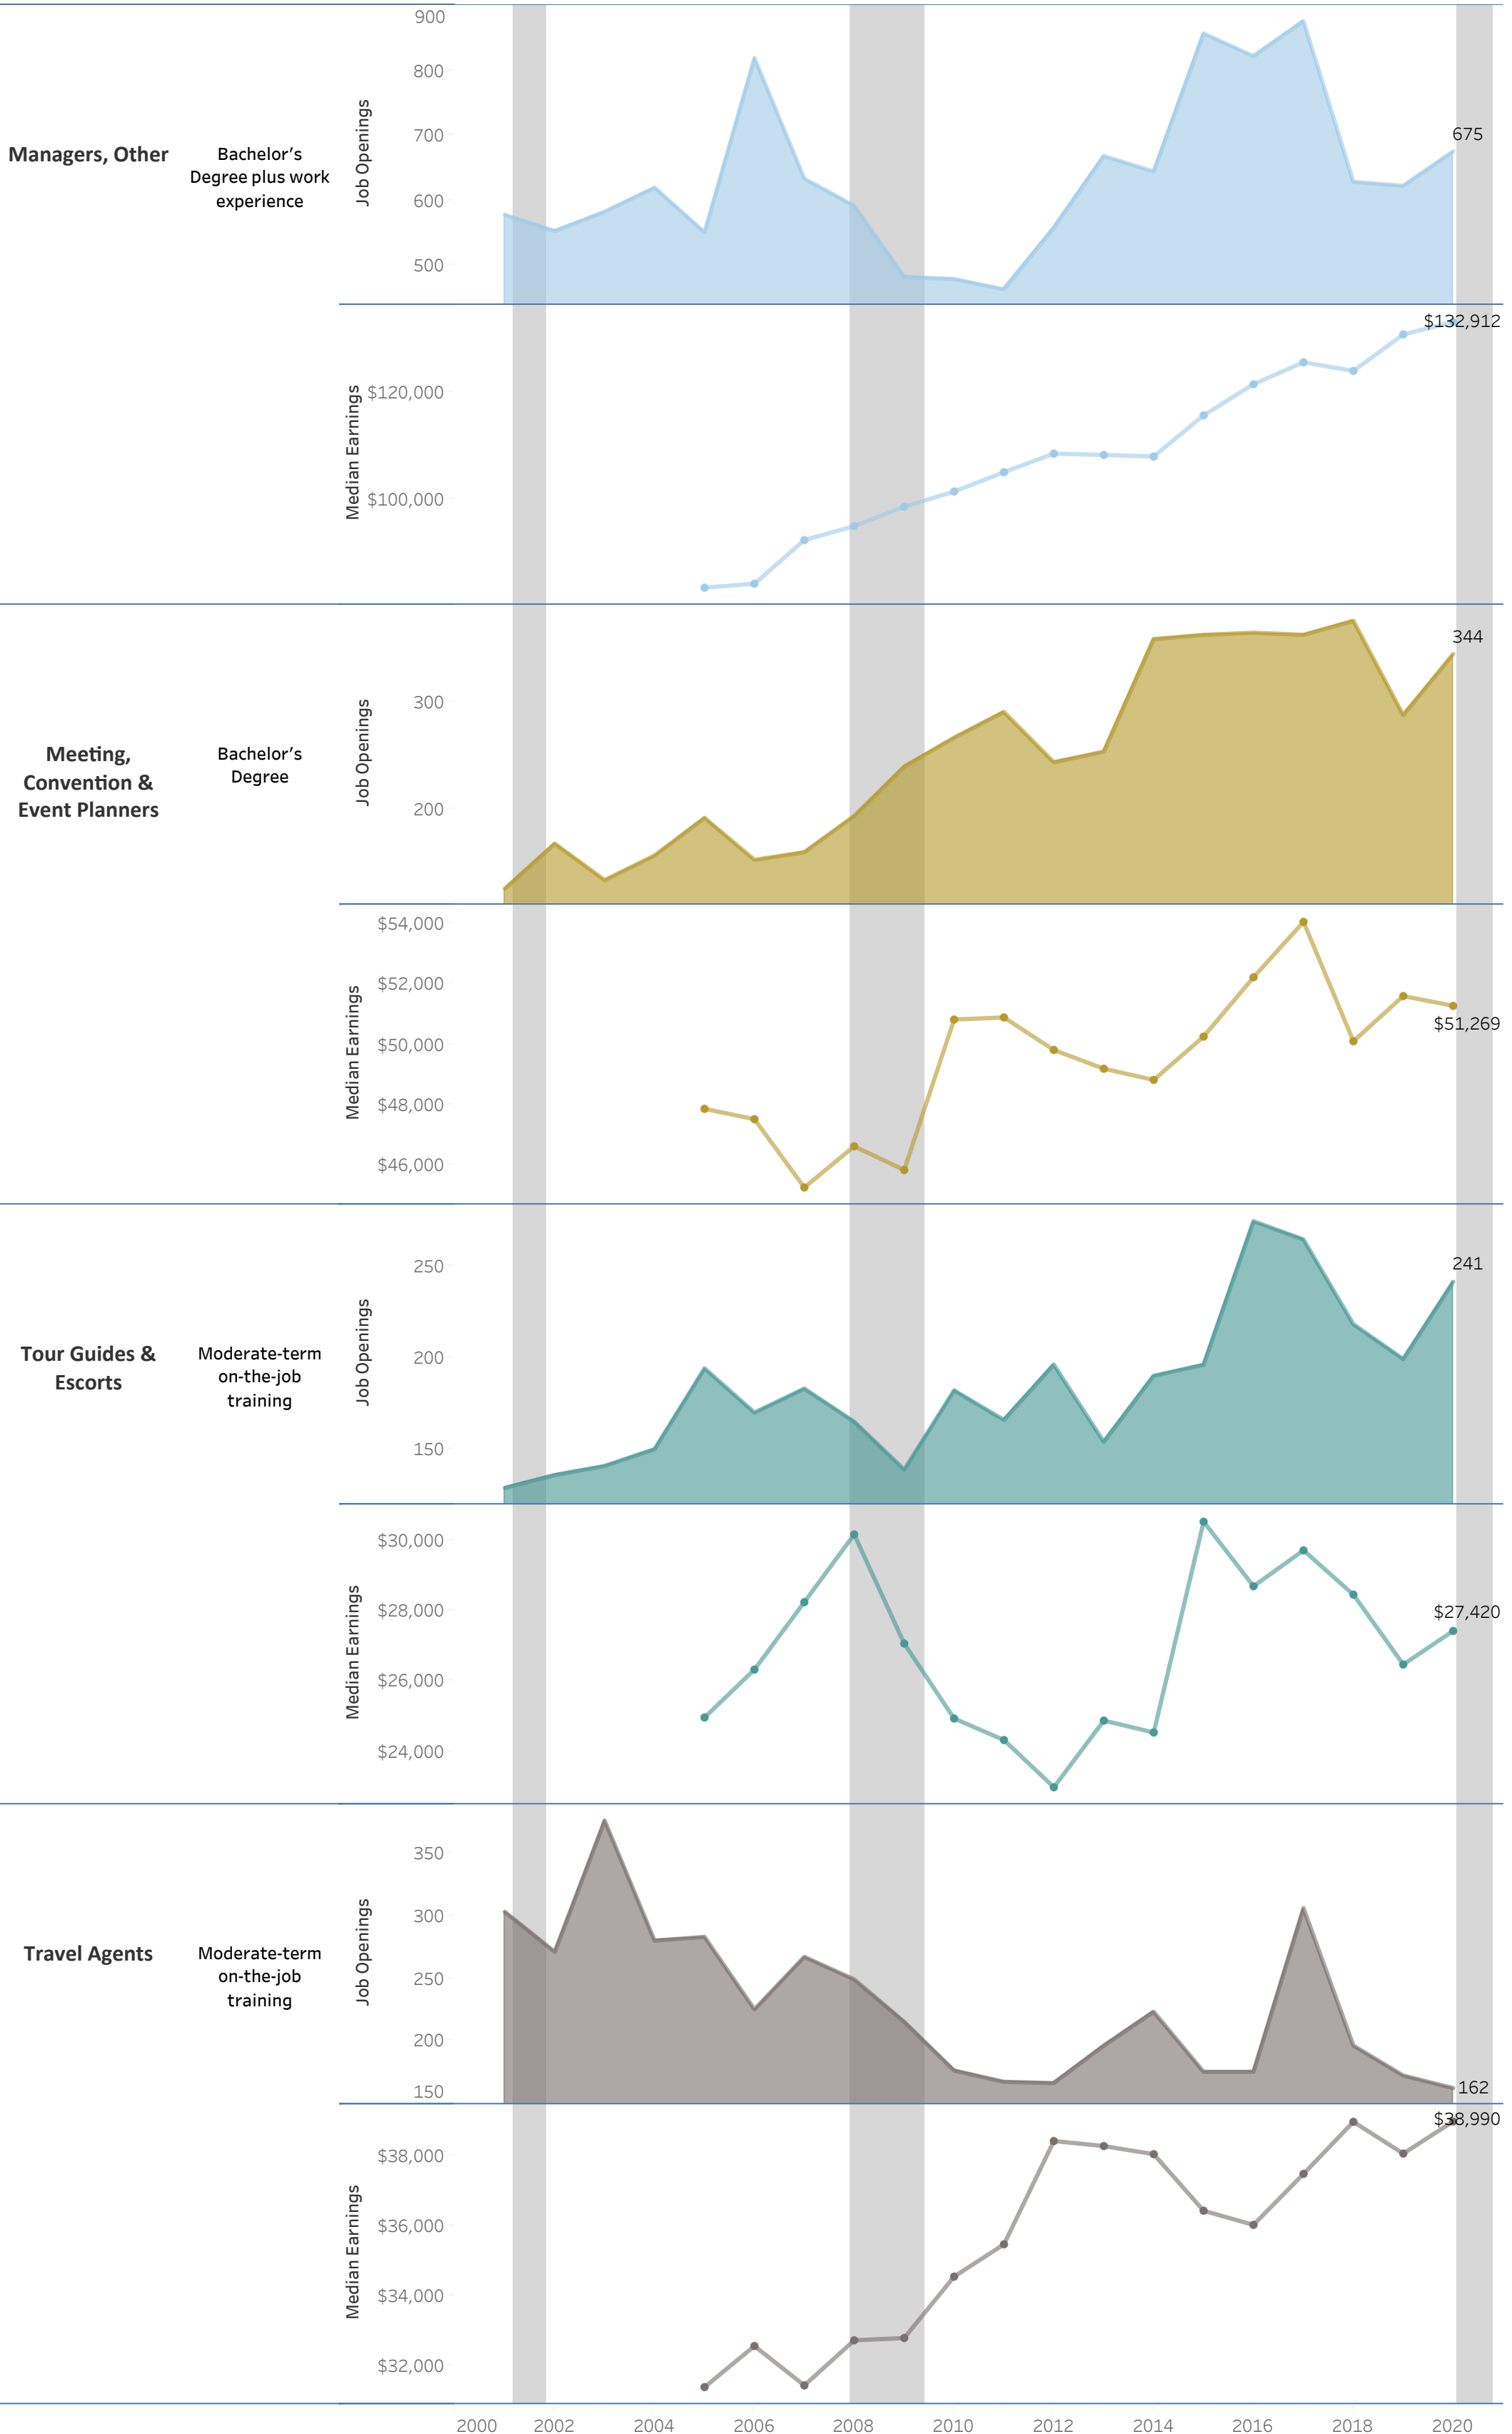 900
800
700
600
500
Job Openings
Managers, Other
Bachelor's
Degree plus work
experience
675
$132,912
$120,000
$100,000
Median Earnings
344
300
200
Job Openings
Meeting,
Convention &
Event Planners
Bachelor's
Degree
$54,000
$52,000
$50,000
$48,000
$46,000
Median Earnings
$51,269
250
200
150
Job Openings
241
Tour Guides &
Escorts
Moderate-term
on-the-job
training
$30,000
$28,000
$26,000
$24,000
Median Earnings
$27,420
350
300
250
200
150
Job Openings
Travel Agents
Moderate-term
on-the-job
training
162
$38,990
$38,000
$36,000
$34,000
$32,000
Median Earnings
2000 2002 2004 2006 2008 2010 2012 2014 2016 2018 2020